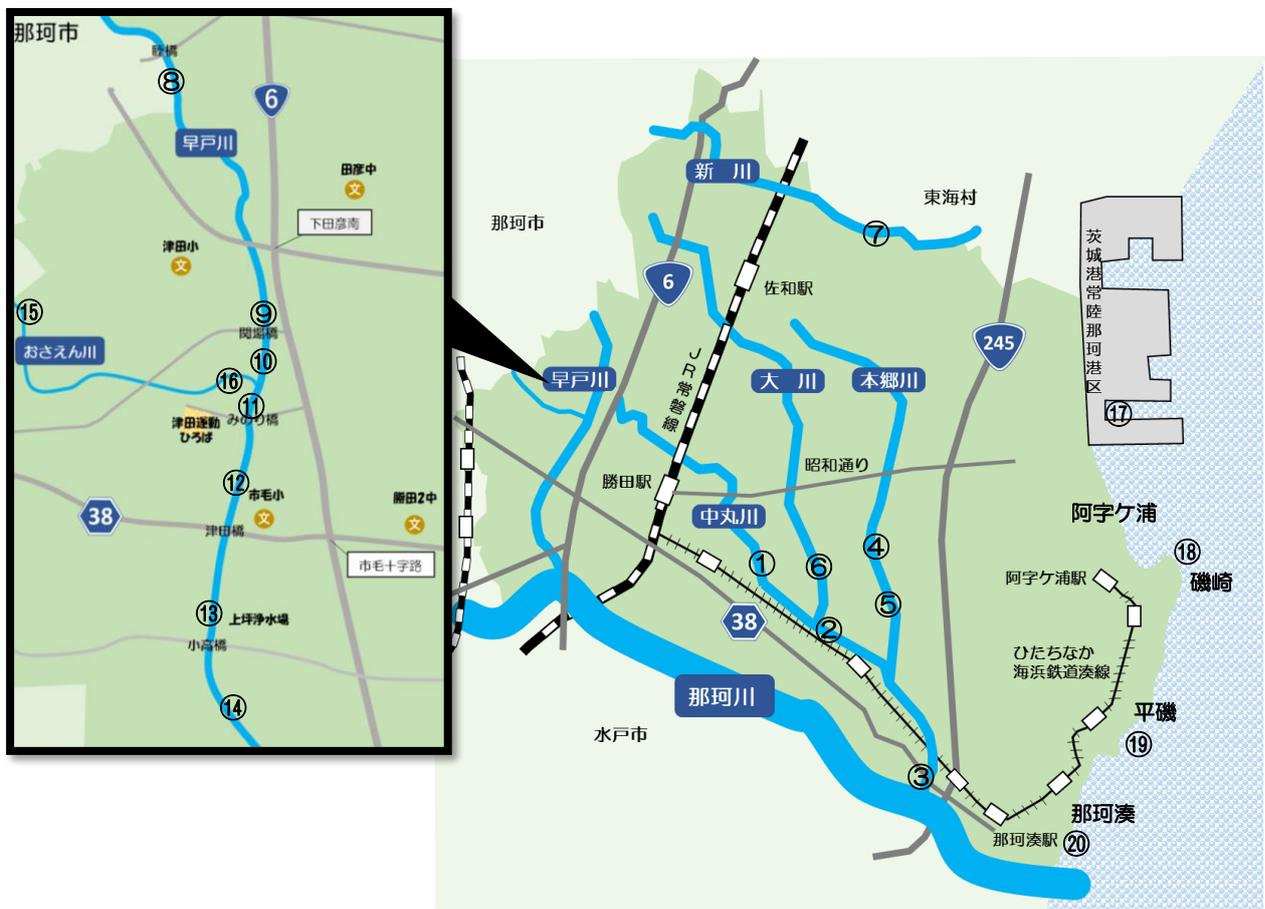 那珂市
睦橋
⑧
6
早戸川
田彦中
文
下田彦南
津田小
文
⑮
⑨
関場橋
おさえん川
⑩
⑯
⑪
みのり橋
津田運動
ひろば
⑫
市毛小
文
勝田2中
文
38
津田橋
市毛十字路
⑬
上坪浄水場
小高橋
⑭
新 川
東海村
那珂市
⑦
茨城港常陸那珂港区
6
佐和駅
245
JR常磐線
早戸川
大 川
本郷川
⑰
昭和通り
勝田駅
中丸川
阿字ケ浦
④
⑱
①
⑥
阿字ケ浦駅
磯崎
⑤
38
②
ひたちなか
海浜鉄道湊線
那珂川
平磯
水戸市
⑲
③
那珂湊
那珂湊駅
⑳